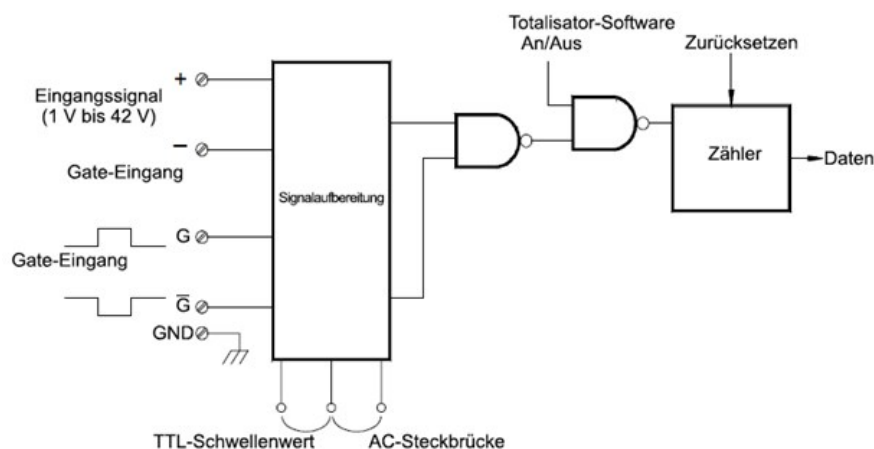 Totalisator-Software
An/Aus
Zurücksetzen
+
Eingangssignal
(1 V bis 42 V)
−
Gate-Eingang
Signalaufbereitung
Zähler
Daten
G
Gate-Eingang
G̅
GND
TTL-Schwellenwert
AC-Steckbrücke